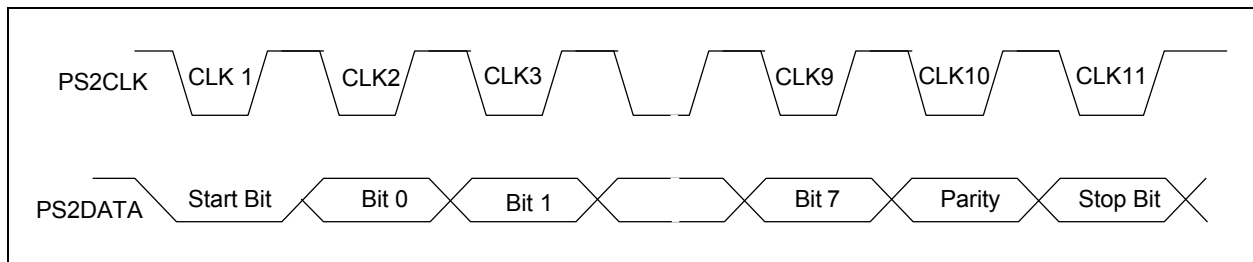 PS2CLK CLK 1 CLK2 CLK3 CLK9 CLK10 CLK11
PS2DATA Start Bit Bit 0 Bit 1 Bit 7 Parity Stop Bit